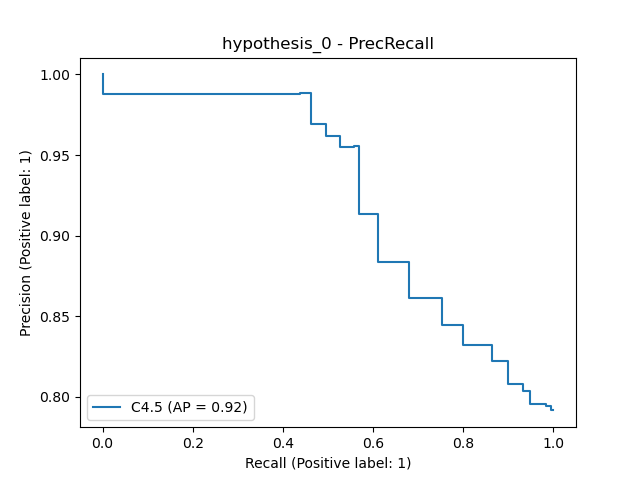 hypothesis_0 - PrecRecall
1.00
0.95
0.90
0.85
0.80
Precision (Positive label: 1)
C4.5 (AP = 0.92)
0.0 0.2 0.4 0.6 0.8 1.0
Recall (Positive label: 1)